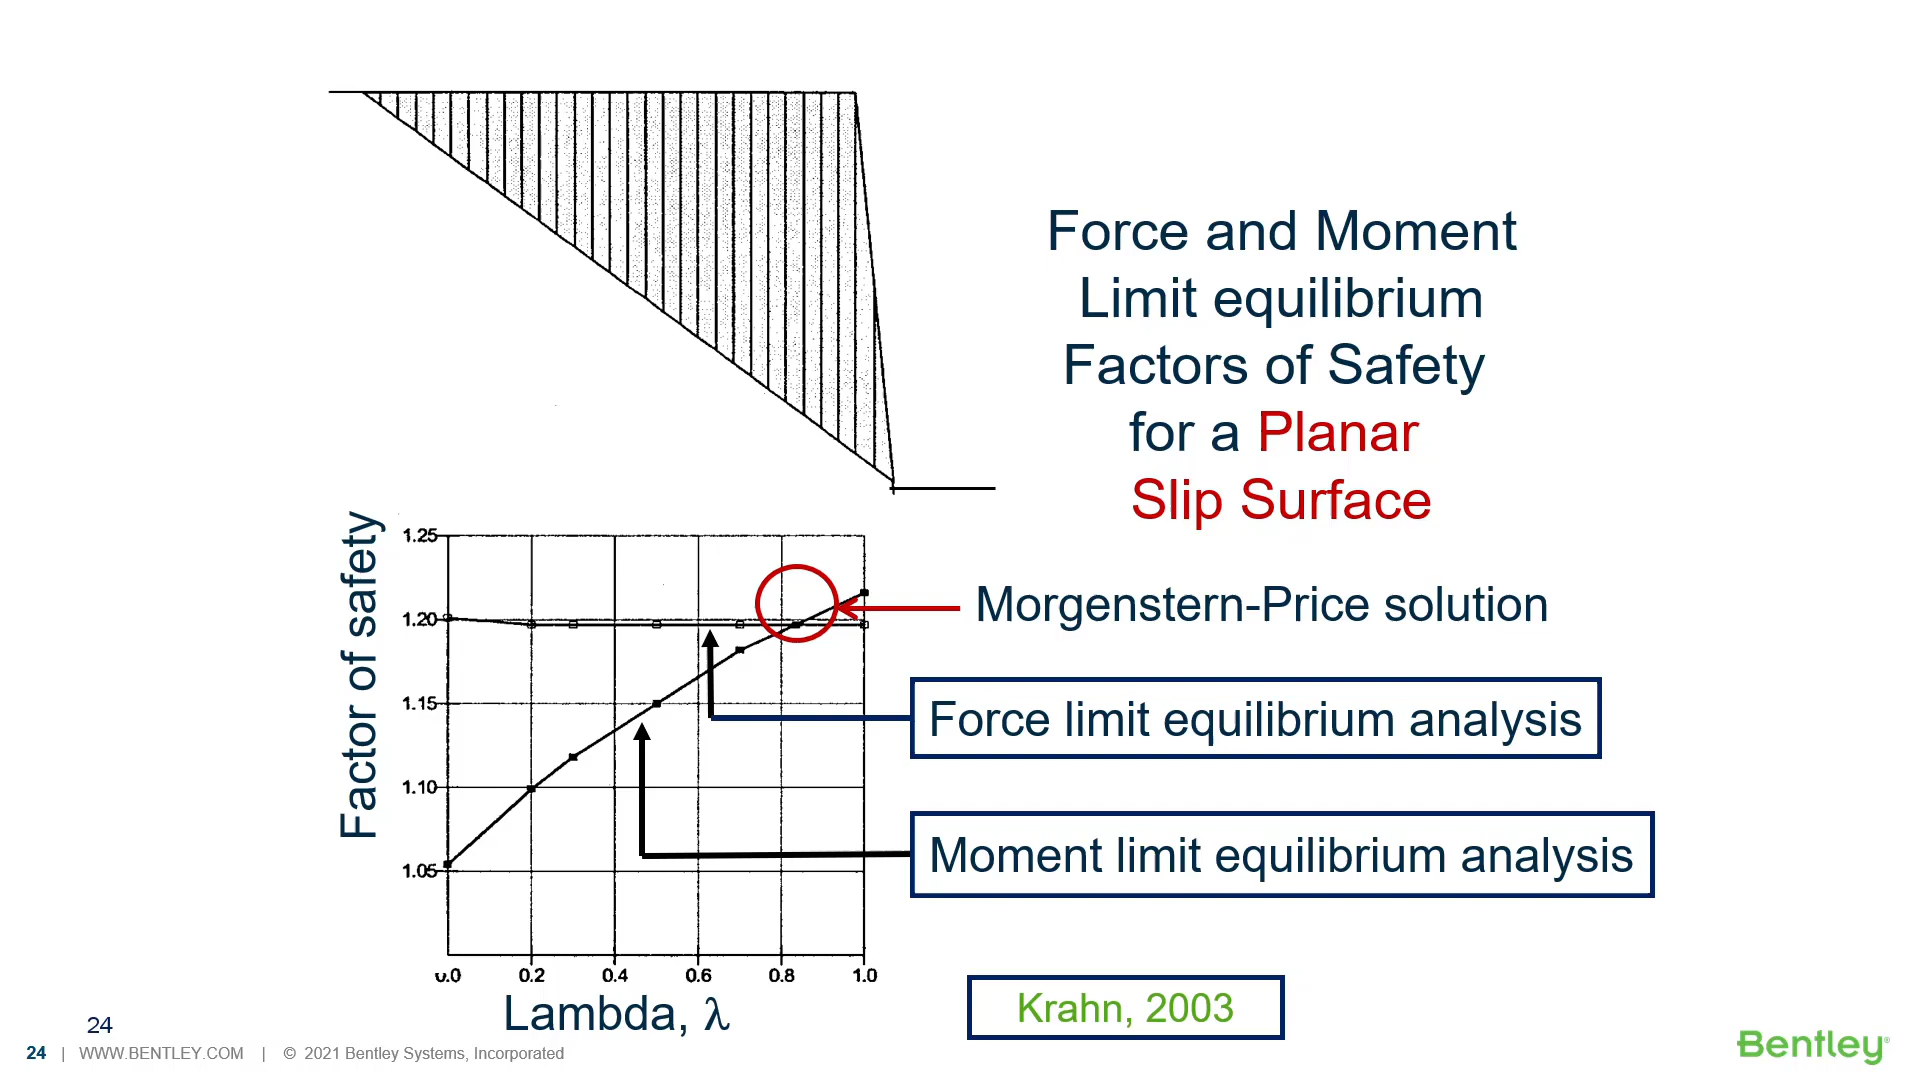 Force and Moment
Limit equilibrium
Factors of Safety
for a Planar
Slip Surface
Factor of safety
1.25
1.20
1.15
1.10
1.05
0.0 0.2 0.4 0.6 0.8 1.0
Lambda, λ
Morgenstern-Price solution
Force limit equilibrium analysis
Moment limit equilibrium analysis
Krahn, 2003
24
24 | WWW.BENTLEY.COM | © 2021 Bentley Systems, Incorporated
Bentley®